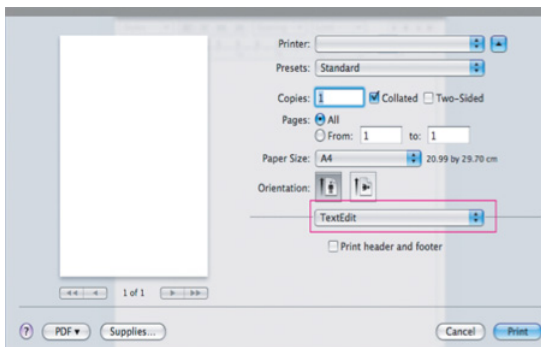 Printer:
Presets: Standard
Copies: 1 Collated Two-Sided
Pages: All
From: 1 to: 1
Paper Size: A4 20.99 by 29.70 cm
Orientation:
TextEdit
Print header and footer
1 of 1
? PDF Supplies... Cancel Print